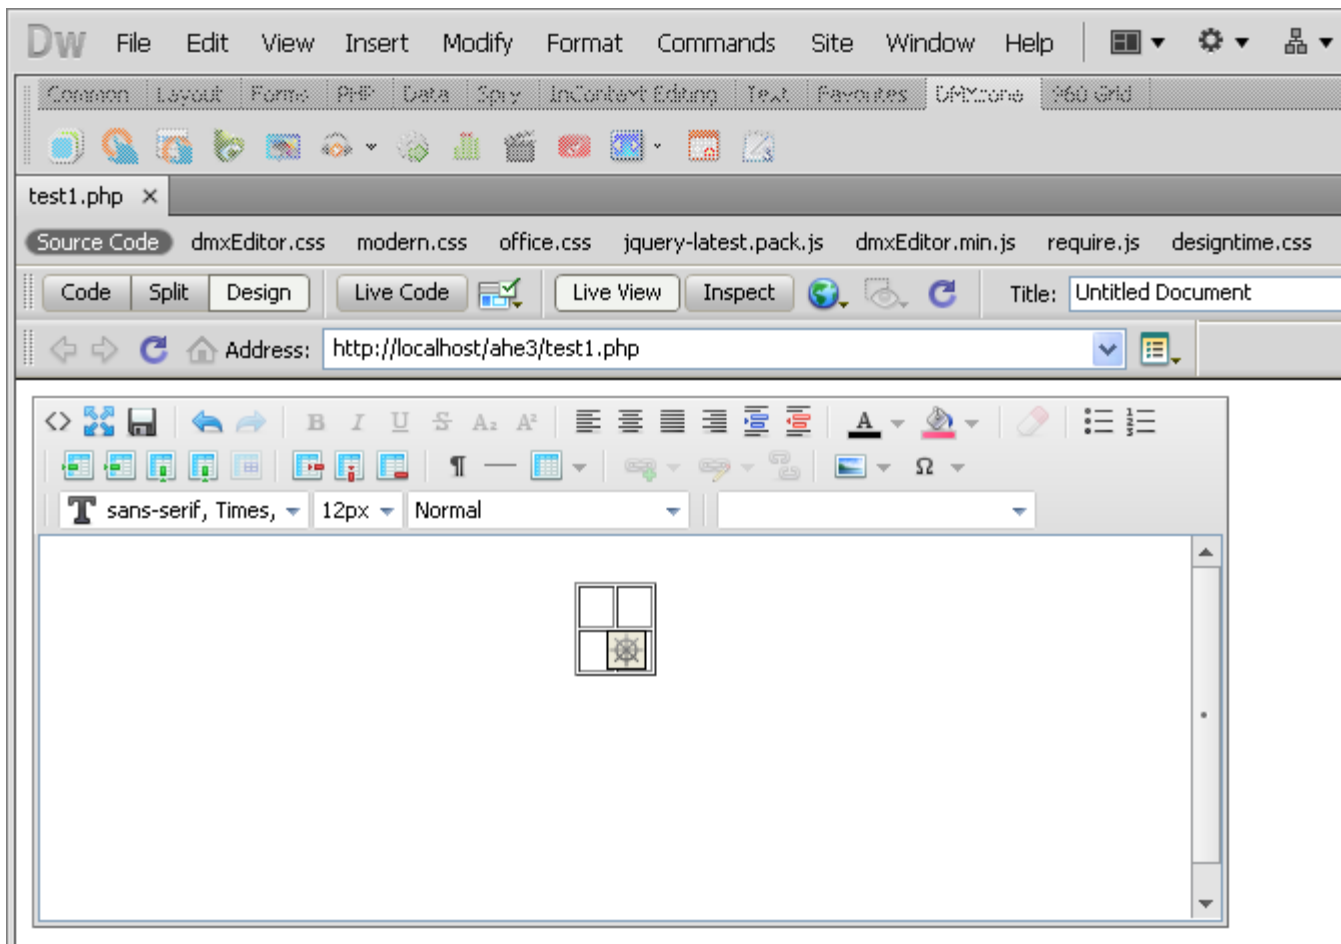 Dw File Edit View Insert Modify Format Commands Site Window Help
Common Layout Forms PHP Data Spry InContext Editing Text Favorites DMXzone 960 Grid
test1.php
Source Code dmxEditor.css modern.css office.css jquery-latest.pack.js dmxEditor.min.js require.js designtime.css
Code Split Design Live Code Live View Inspect Title: Untitled Document
Address: http://localhost/ahe3/test1.php
B I U S A₂ A² A
¶ Ω
T sans-serif, Times, 12px Normal